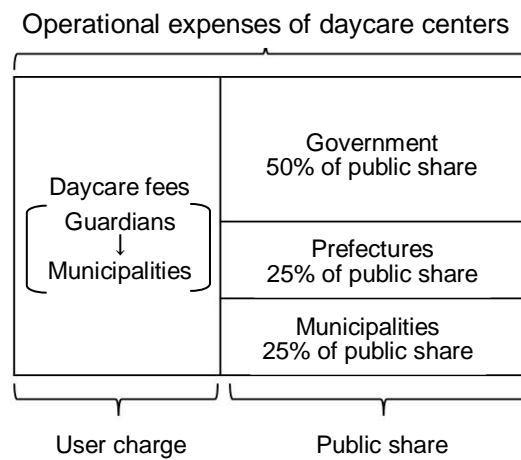 Operational expenses of daycare centers
Daycare fees
Guardians
↓
Municipalities
Government
50% of public share
Prefectures
25% of public share
Municipalities
25% of public share
User charge
Public share